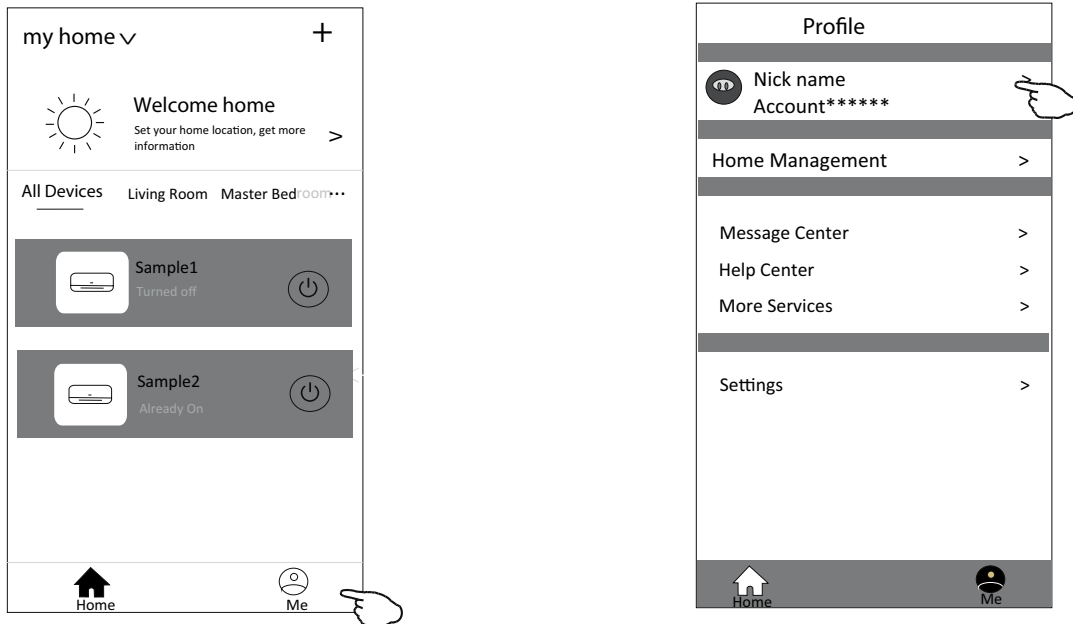 my home
+
Welcome home
Set your home location, get more
information
>
All Devices Living Room Master Bedroom...
Sample1
Turned off
Sample2
Already On
Home
Me
Profile
Nick name
>
Account******
Home Management >
Message Center >
Help Center >
More Services >
Settings >
Home
Me